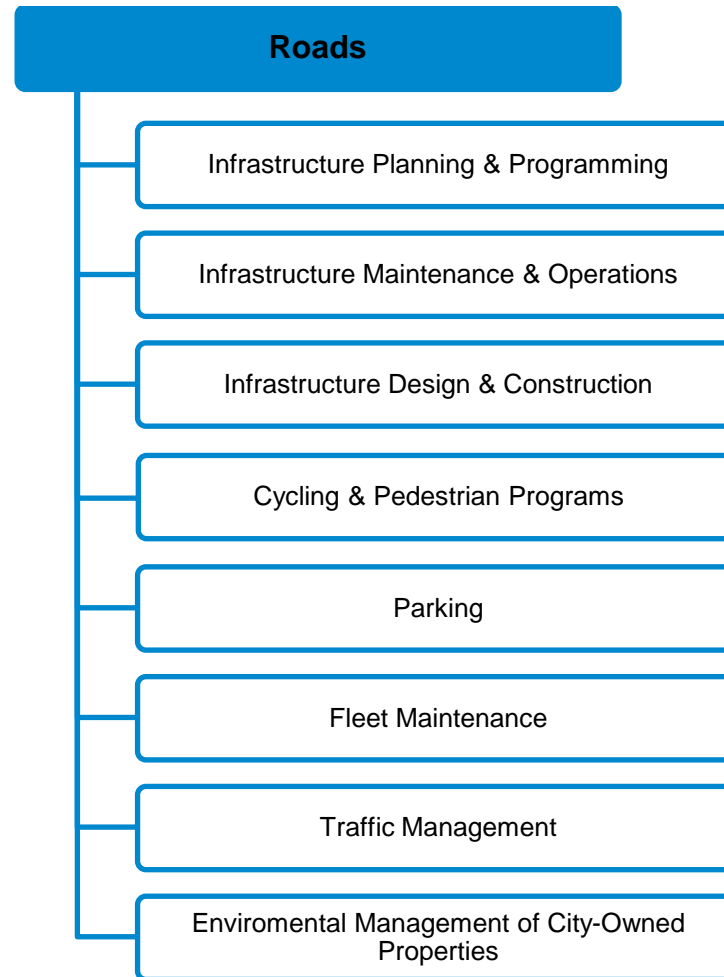 Roads
Infrastructure Planning & Programming
Infrastructure Maintenance & Operations
Infrastructure Design & Construction
Cycling & Pedestrian Programs
Parking
Fleet Maintenance
Traffic Management
Enviromental Management of City-Owned
Properties